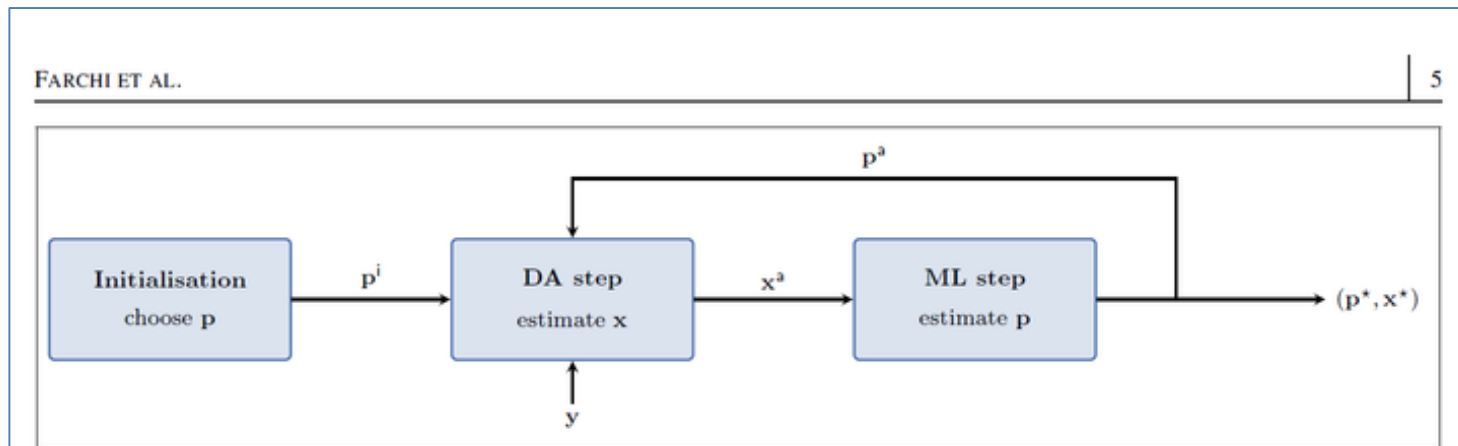 FARCHI ET AL.
5
pᵃ
Initialisation
choose p
pⁱ
DA step
estimate x
xᵃ
ML step
estimate p
(p⋆, x⋆)
y